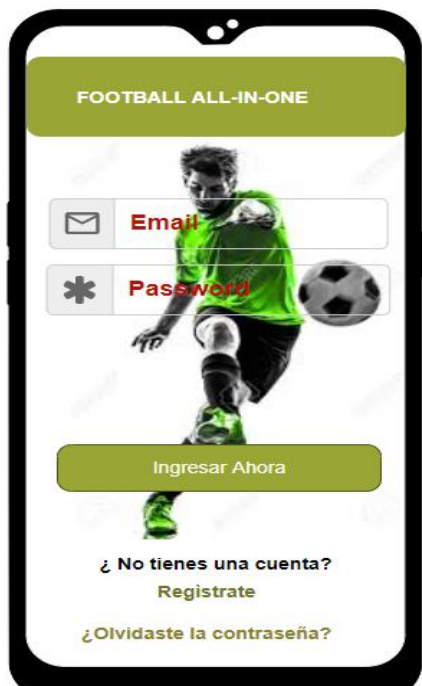 FOOTBALL ALL-IN-ONE
Email
Password
Ingresar Ahora
¿ No tienes una cuenta?
Registrate
¿Olvidaste la contraseña?